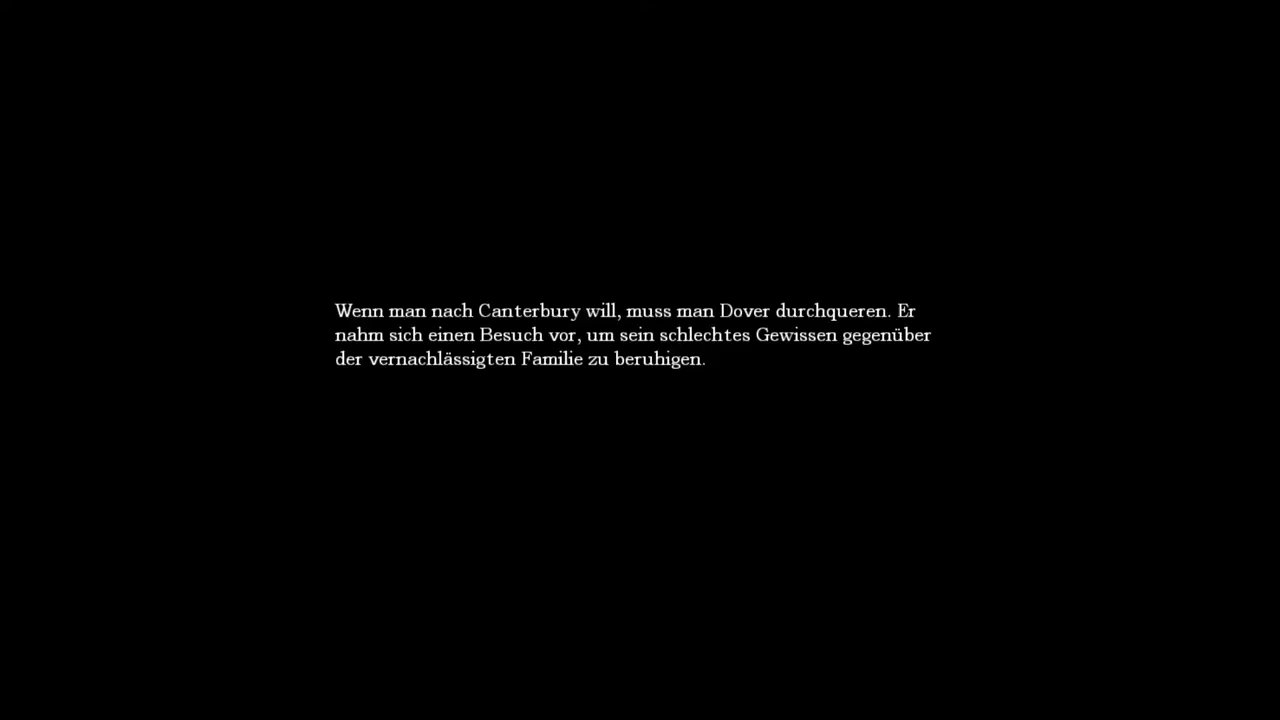 Wenn man nach Canterbury will, muss man Dover durchqueren. Er
nahm sich einen Besuch vor, um sein schlechtes Gewissen gegenüber
der vernachlässigten Familie zu beruhigen.